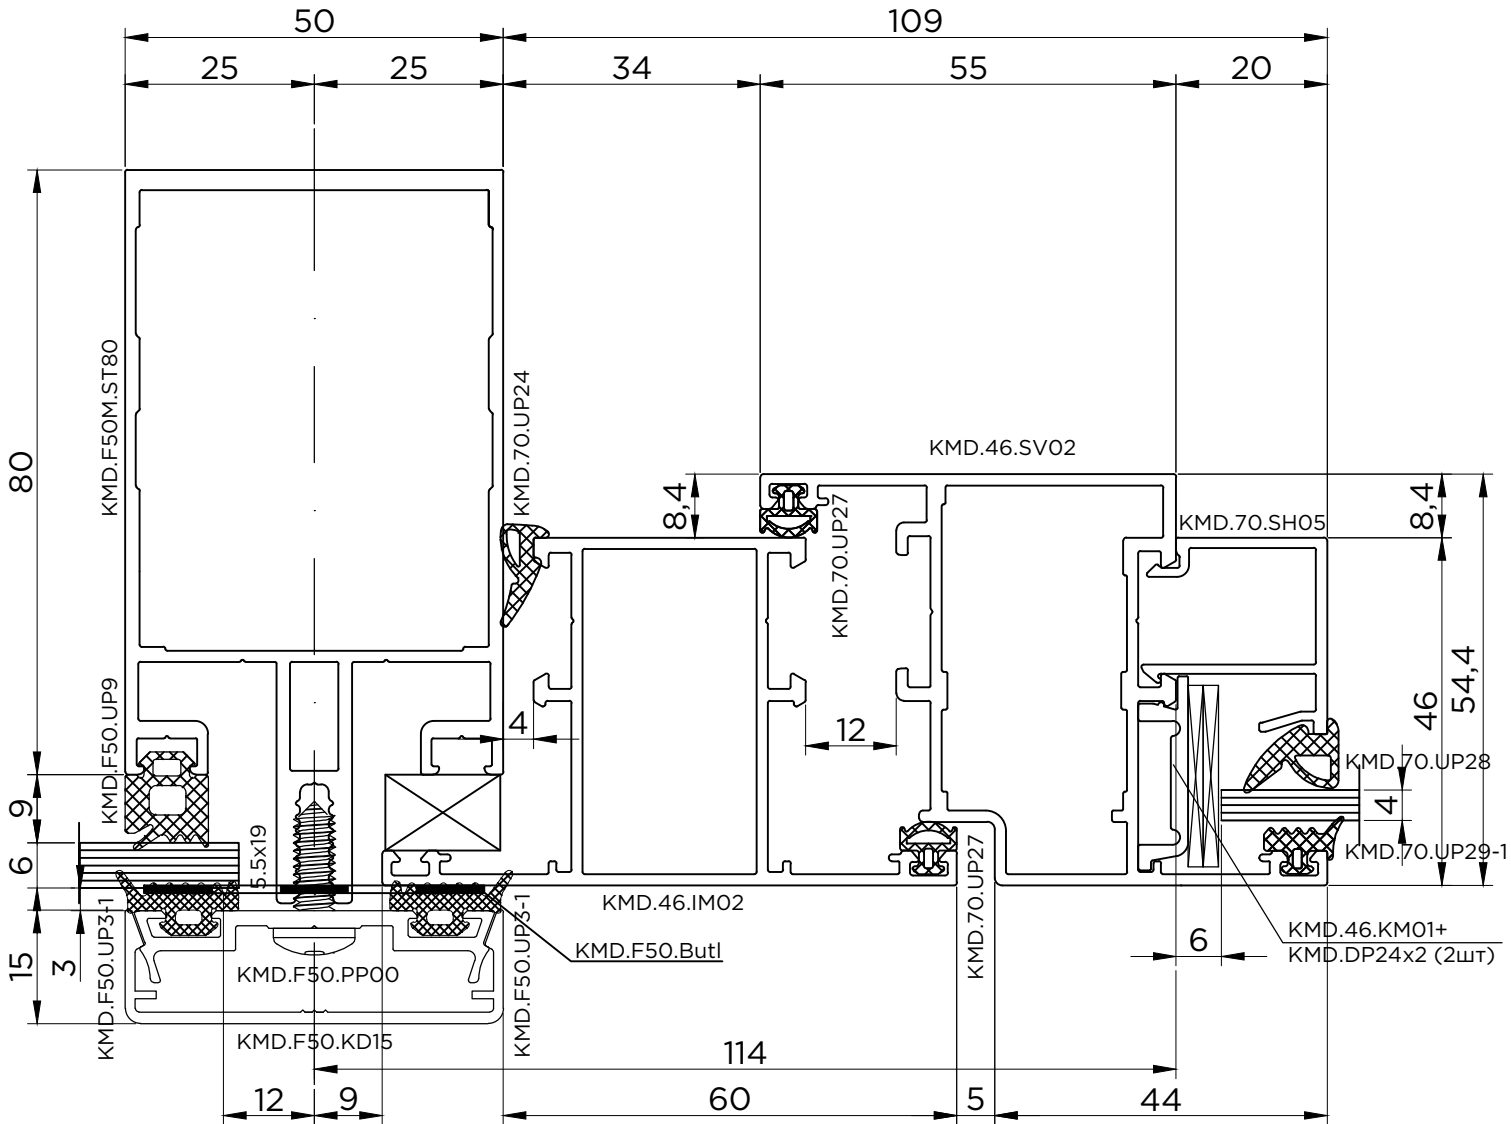 50
109
25
25
34
55
20
80
KMD.F50M.ST80
KMD.70.UP24
KMD.46.SV02
8,4
KMD.70.UP27
KMD.70.SH05
8,4
54,4
46
KMD.F50.UP9
4
12
KMD.70.UP28
9
4
6
5.5x19
KMD.70.UP27
KMD.70.UP29-1
KMD.F50.UP3-1
KMD.F50.UP3-1
KMD.46.IM02
3
15
KMD.F50.Butl
6
KMD.46.KM01+
KMD.DP24x2 (2шт)
KMD.F50.PP00
KMD.F50.KD15
114
12
9
60
5
44